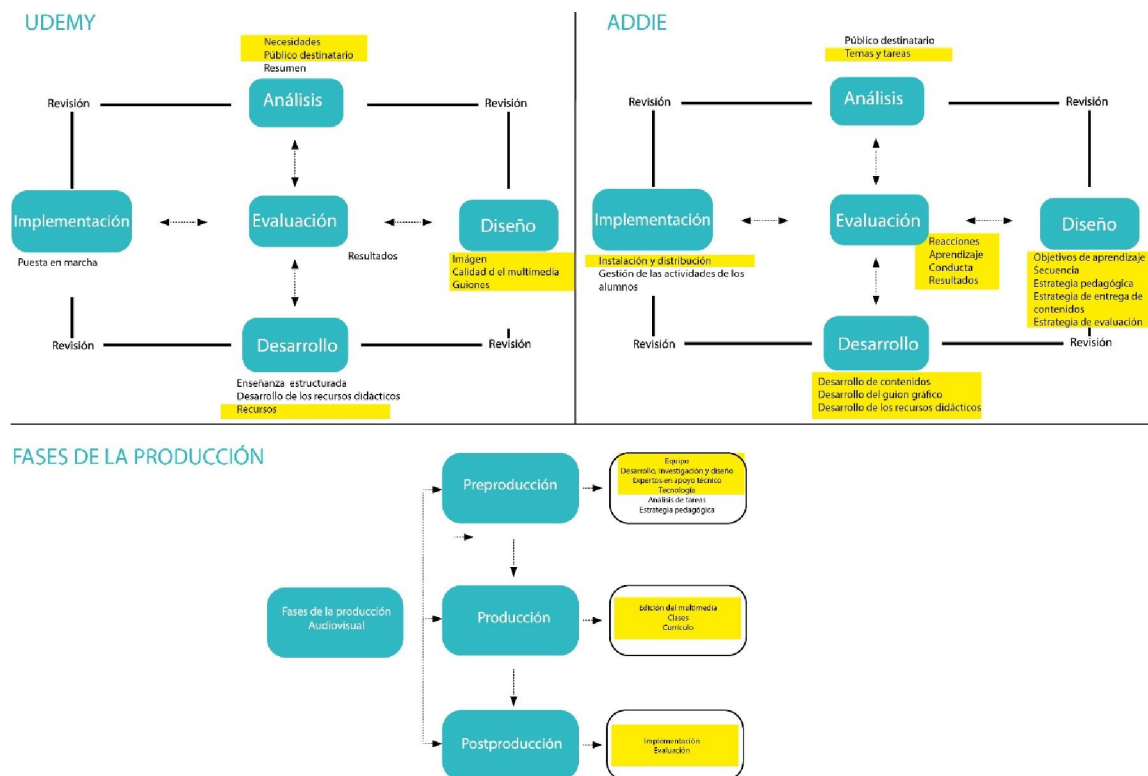 UDEMY
Necesidades
Público destinatario
Resumen
Análisis
Revisión
Revisión
Implementación
Puesta en marcha
Evaluación
Resultados
Diseño
Imágen
Calidad d el multimedia
Guiones
Revisión
Revisión
Desarrollo
Enseñanza estructurada
Desarrollo de los recursos didácticos
Recursos
ADDIE
Público destinatario
Temas y tareas
Análisis
Revisión
Revisión
Implementación
Instalación y distribución
Gestión de las actividades de los
alumnos
Evaluación
Reacciones
Aprendizaje
Conducta
Resultados
Diseño
Objetivos de aprendizaje
Secuencia
Estrategia pedagógica
Estrategia de entrega de
contenidos
Estrategia de evaluación
Revisión
Revisión
Desarrollo
Desarrollo de contenidos
Desarrollo del guion gráfico
Desarrollo de los recursos didácticos
FASES DE LA PRODUCCIÓN
Fases de la producción
Audiovisual
Preproducción
Equipo
Desarrollo, investigación y diseño
Expertos en apoyo técnico
Tecnología
Análisis de tareas
Estrategia pedagógica
Producción
Edición del multimedia
Clases
Currículo
Postproducción
Implementación
Evaluación